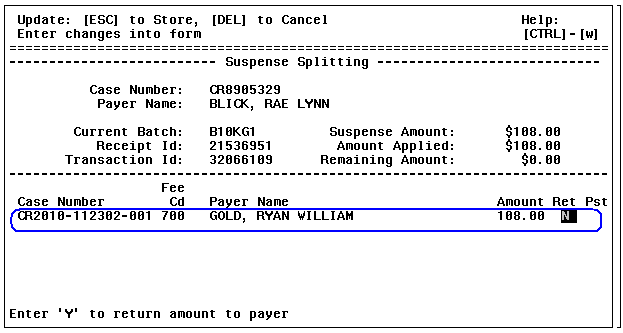 Update: [ESC] to Store, [DEL] to Cancel Help:
Enter changes into form [CTRL]-[w]
================================================================================
-------------------------- Suspense Splitting ----------------------------
Case Number: CR8905329
Payer Name: BLICK, RAE LYNN
Current Batch: B10KG1 Suspense Amount: $108.00
Receipt Id: 21536951 Amount Applied: $108.00
Transaction Id: 32066109 Remaining Amount: $0.00
--------------------------------------------------------------------------
Fee
Case Number Cd Payer Name Amount Ret Pst
CR2010-112302-001 700 GOLD, RYAN WILLIAM 108.00 N
Enter 'Y' to return amount to payer